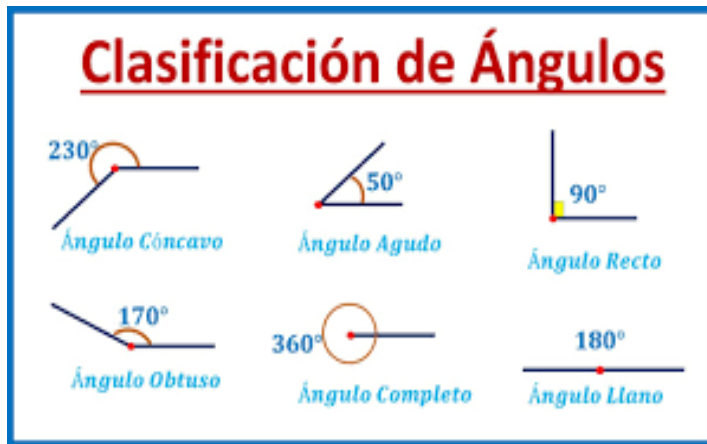 Clasificación de Ángulos
230°
50°
90°
Ángulo Cóncavo
Ángulo Agudo
Ángulo Recto
170°
360°
180°
Ángulo Obtuso
Ángulo Completo
Ángulo Llano